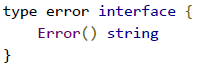 type error interface {
    Error() string
}